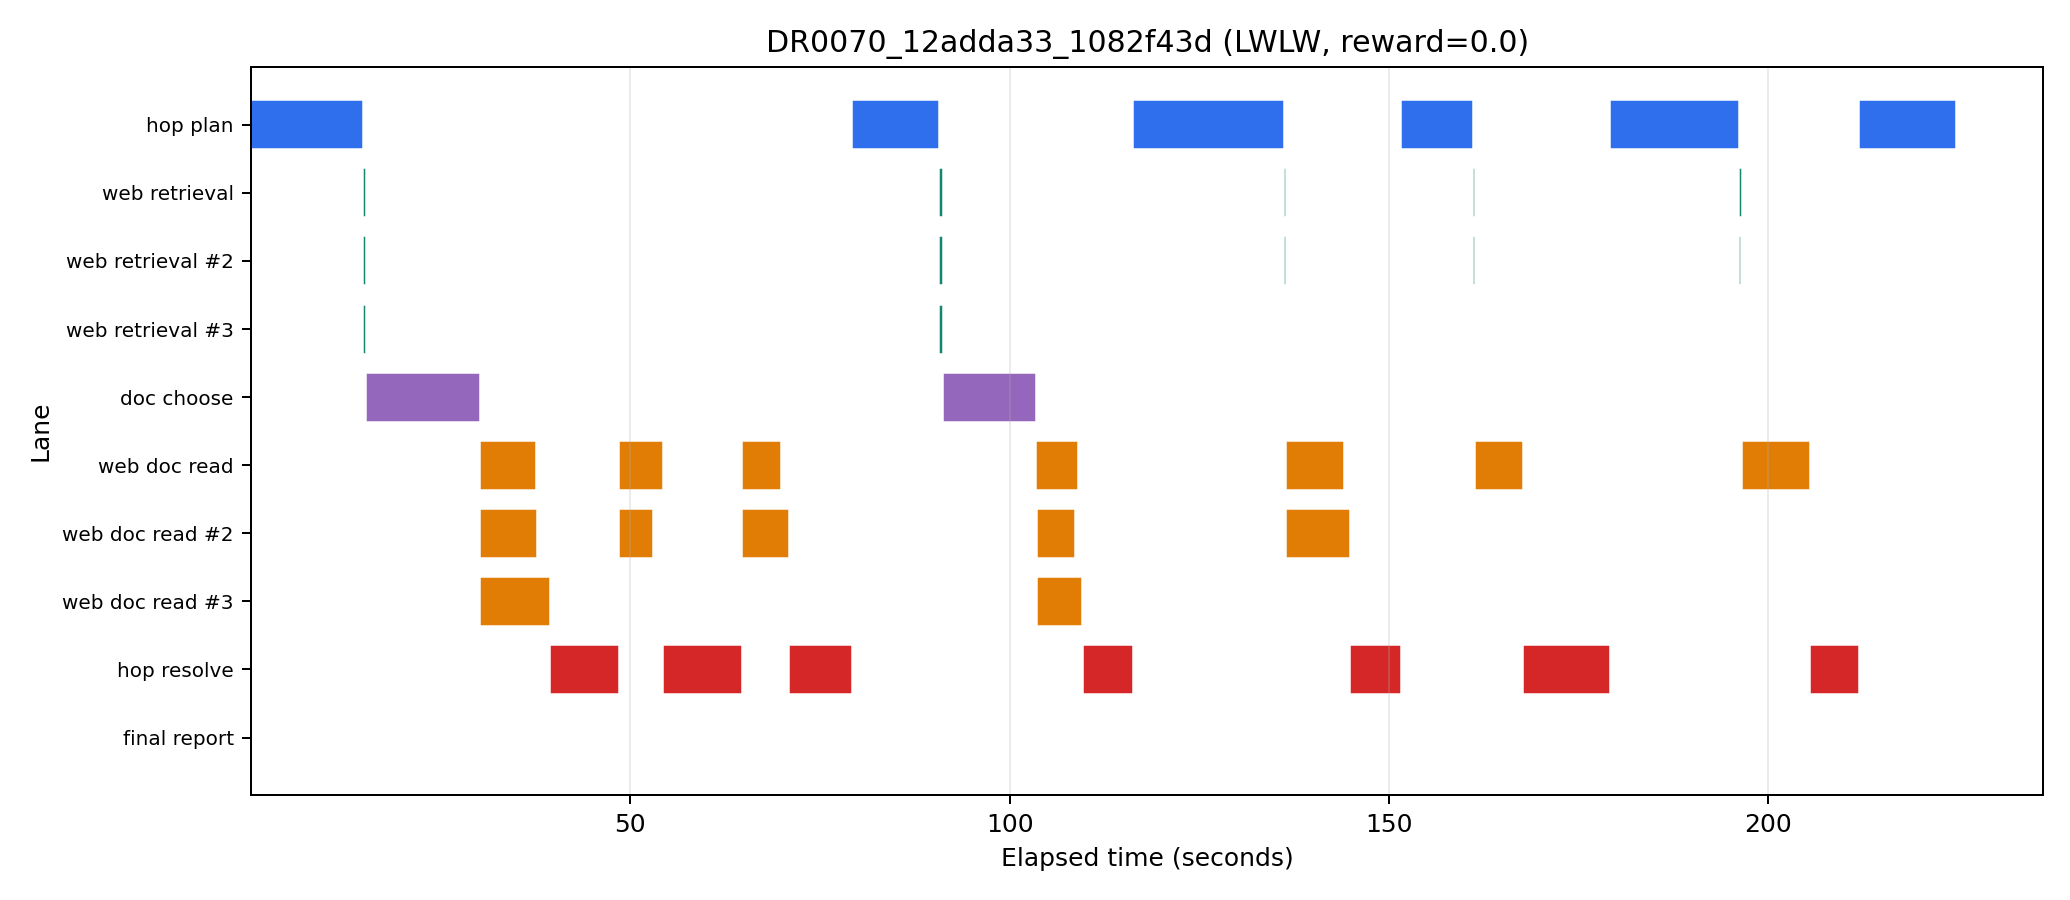 DR0070_12adda33_1082f43d (LWLW, reward=0.0)
hop plan
web retrieval
web retrieval #2
web retrieval #3
doc choose
web doc read
web doc read #2
web doc read #3
hop resolve
final report
Lane
50
100
150
200
Elapsed time (seconds)